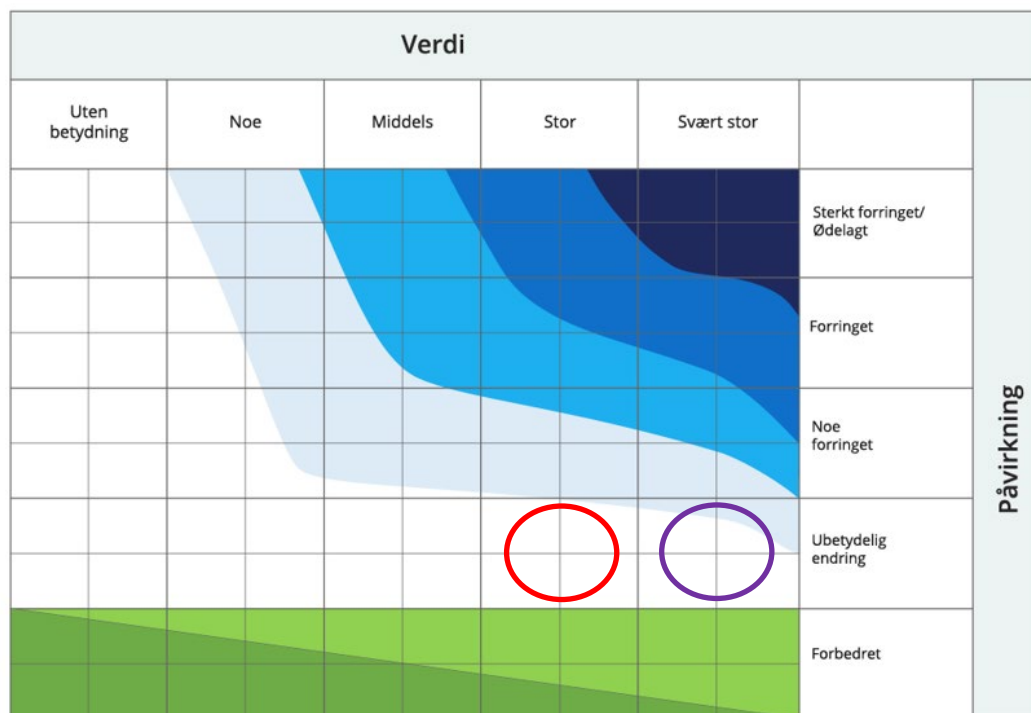 Verdi
Uten
betydning
Noe
Middels
Stor
Svært stor
Sterkt forringet/
Ødelagt
Forringet
Noe
forringet
Ubetydelig
endring
Forbedret
Påvirkning